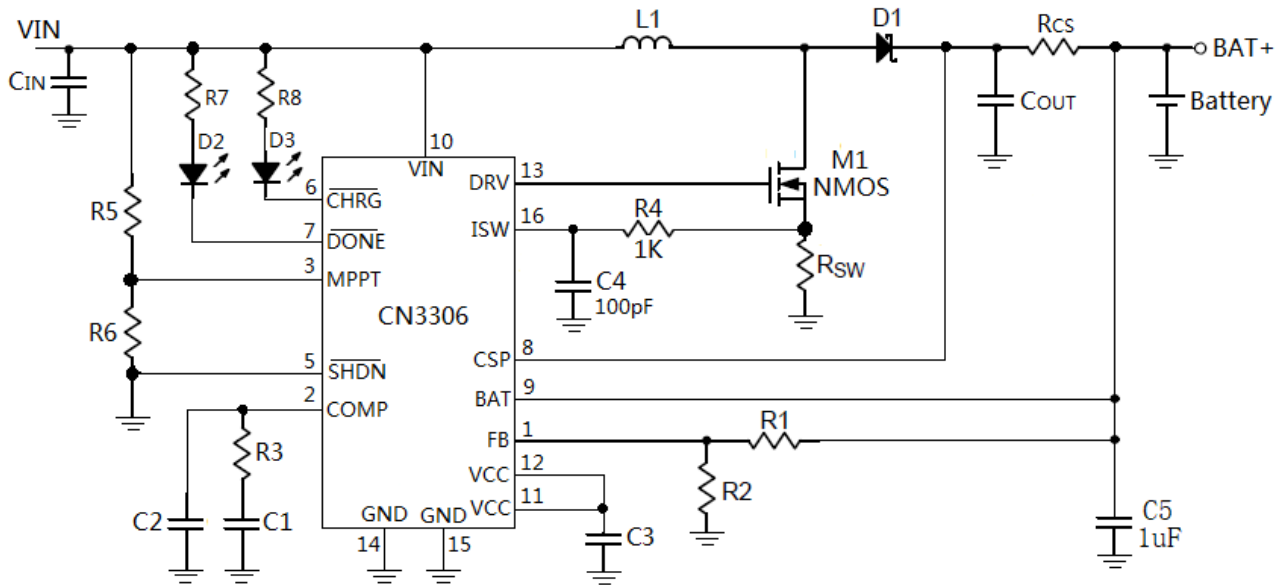 VIN
L1
D1
RCS
BAT+
CIN
R7
R8
COUT
Battery
D2
D3
10
VIN
M1
NMOS
13
DRV
6
CHRG
R5
R4
16
ISW
1K
7
DONE
RSW
3
MPPT
C4
100pF
CN3306
R6
8
CSP
5
SHDN
9
BAT
2
COMP
R1
1
FB
R3
12
VCC
R2
11
VCC
C5
1uF
C2
C1
GND
GND
C3
14
15